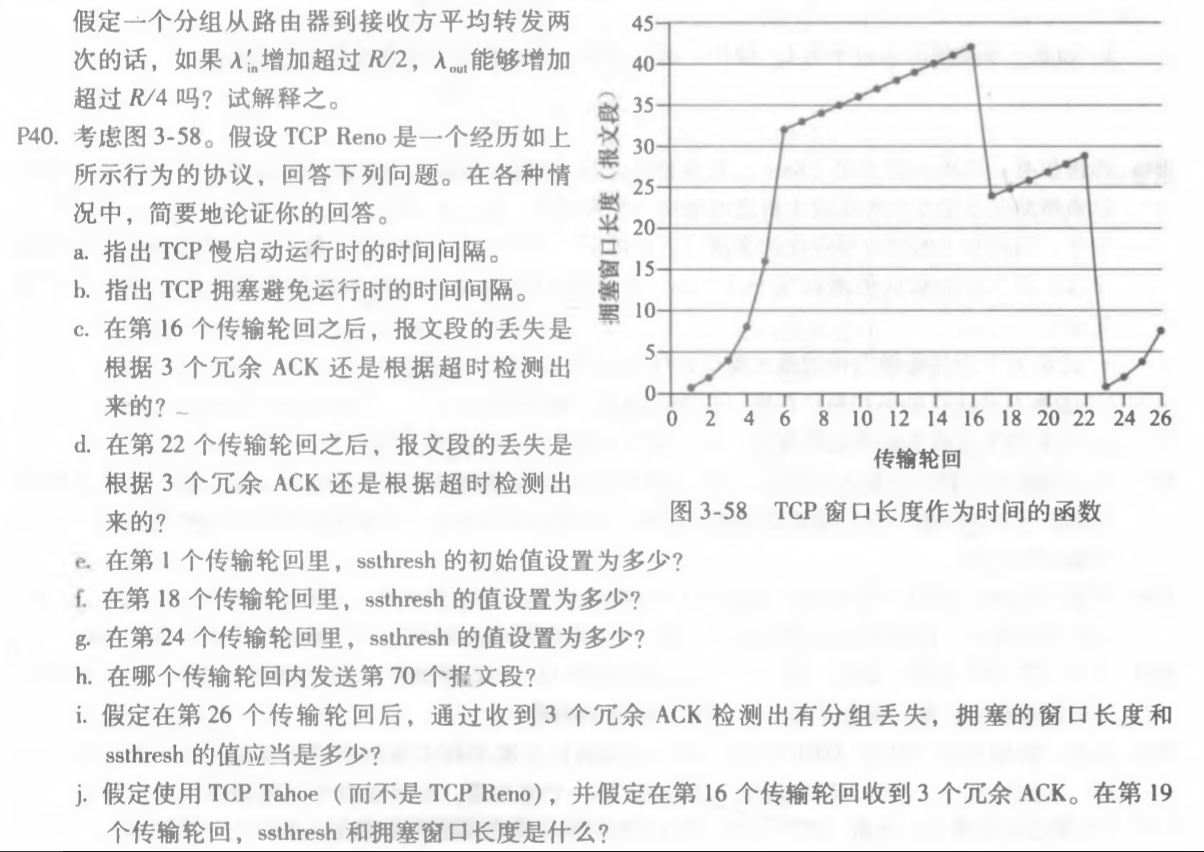 假定一个分组从路由器到接收方平均转发两
次的话，如果 λ′in增加超过 R/2，λout能够增加
超过 R/4 吗？试解释之。
P40. 考虑图 3-58。假设 TCP Reno 是一个经历如上
所示行为的协议，回答下列问题。在各种情
况中，简要地论证你的回答。
a. 指出 TCP 慢启动运行时的时间间隔。
b. 指出 TCP 拥塞避免运行时的时间间隔。
c. 在第 16 个传输轮回之后，报文段的丢失是
根据 3 个冗余 ACK 还是根据超时检测出
来的？
d. 在第 22 个传输轮回之后，报文段的丢失是
根据 3 个冗余 ACK 还是根据超时检测出
来的？
拥塞窗口长度（报文段）
45
40
35
30
25
20
15
10
5
0
0 2 4 6 8 10 12 14 16 18 20 22 24 26
传输轮回
图 3-58 TCP 窗口长度作为时间的函数
e. 在第 1 个传输轮回里，ssthresh 的初始值设置为多少？
f. 在第 18 个传输轮回里，ssthresh 的值设置为多少？
g. 在第 24 个传输轮回里，ssthresh 的值设置为多少？
h. 在哪个传输轮回内发送第 70 个报文段？
i. 假定在第 26 个传输轮回后，通过收到 3 个冗余 ACK 检测出有分组丢失，拥塞的窗口长度和
ssthresh 的值应当是多少？
j. 假定使用 TCP Tahoe（而不是 TCP Reno），并假定在第 16 个传输轮回收到 3 个冗余 ACK。在第 19
个传输轮回，ssthresh 和拥塞窗口长度是什么？